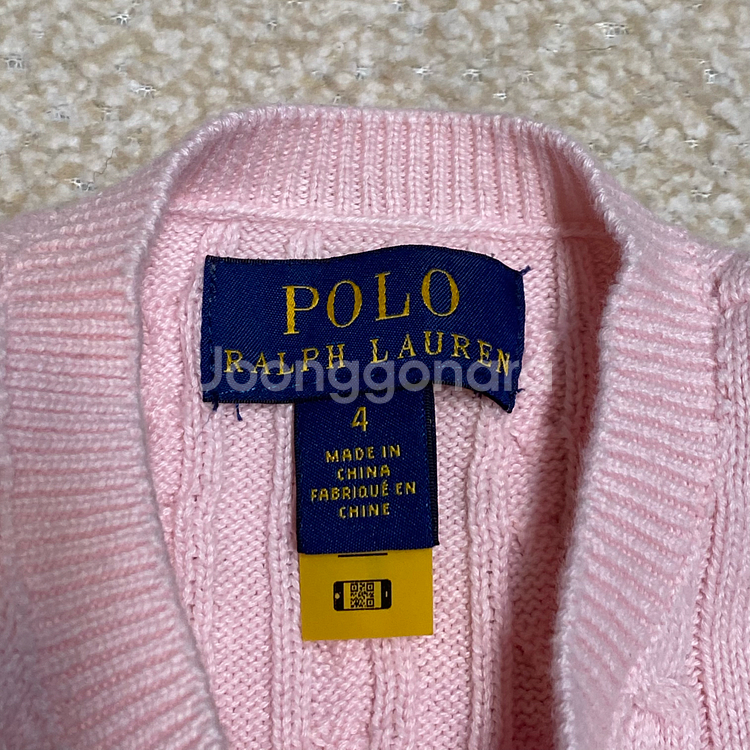 POLO
RALPH LAUREN
Joonggonara
4
MADE IN
CHINA
FABRIQUÉ EN
CHINE